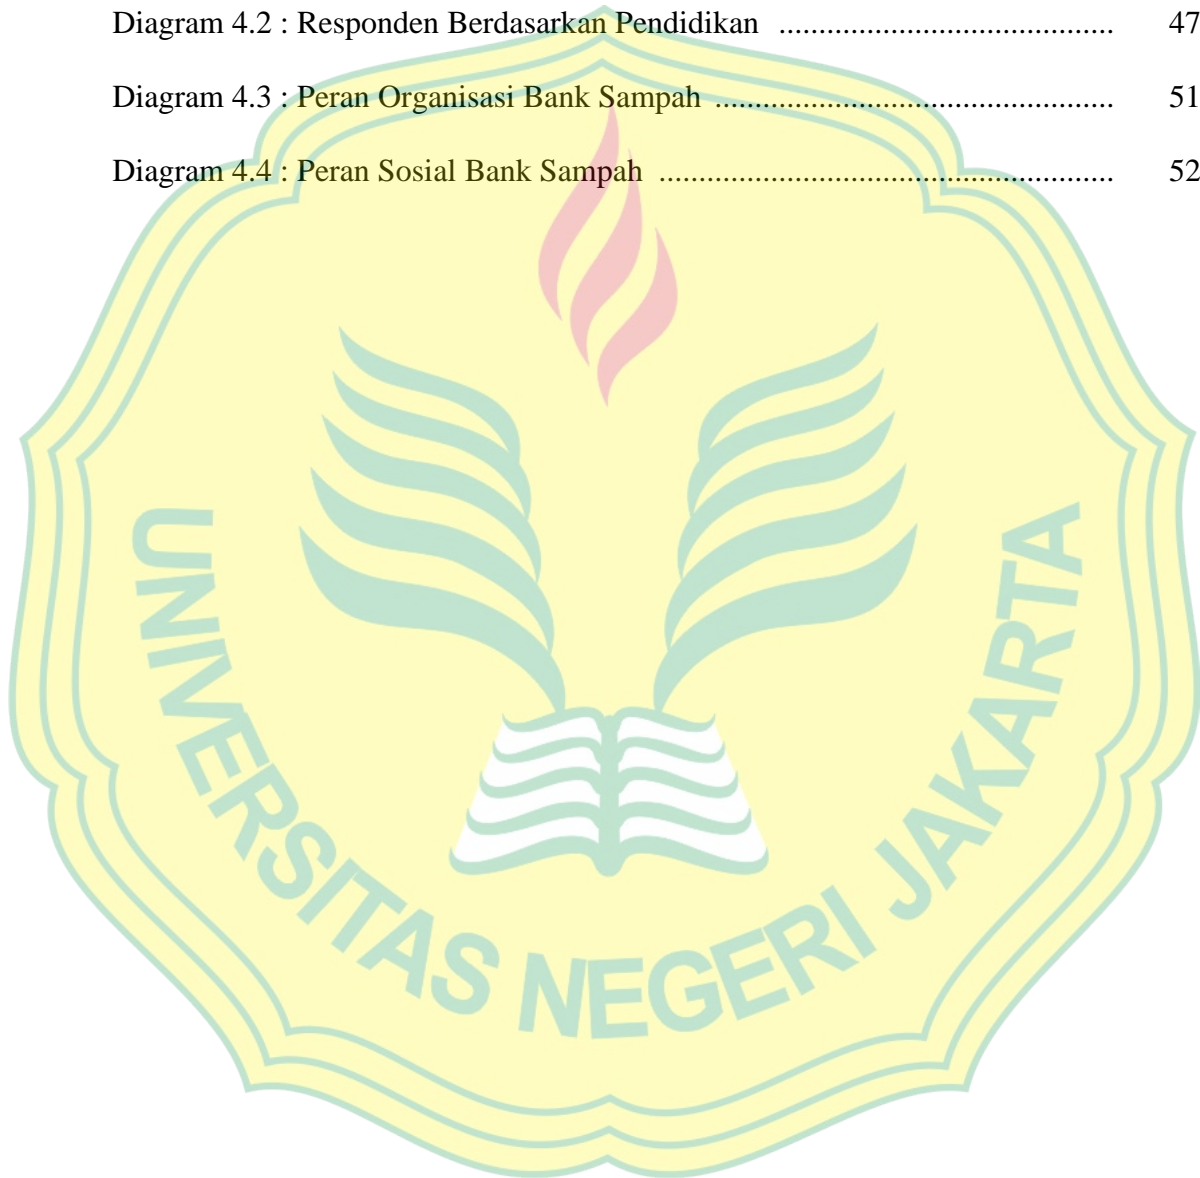 Diagram 4.2 : Responden Berdasarkan Pendidikan .......................................... 47
Diagram 4.3 : Peran Organisasi Bank Sampah .................................................. 51
Diagram 4.4 : Peran Sosial Bank Sampah ......................................................... 52
UNIVERSITAS NEGERI JAKARTA